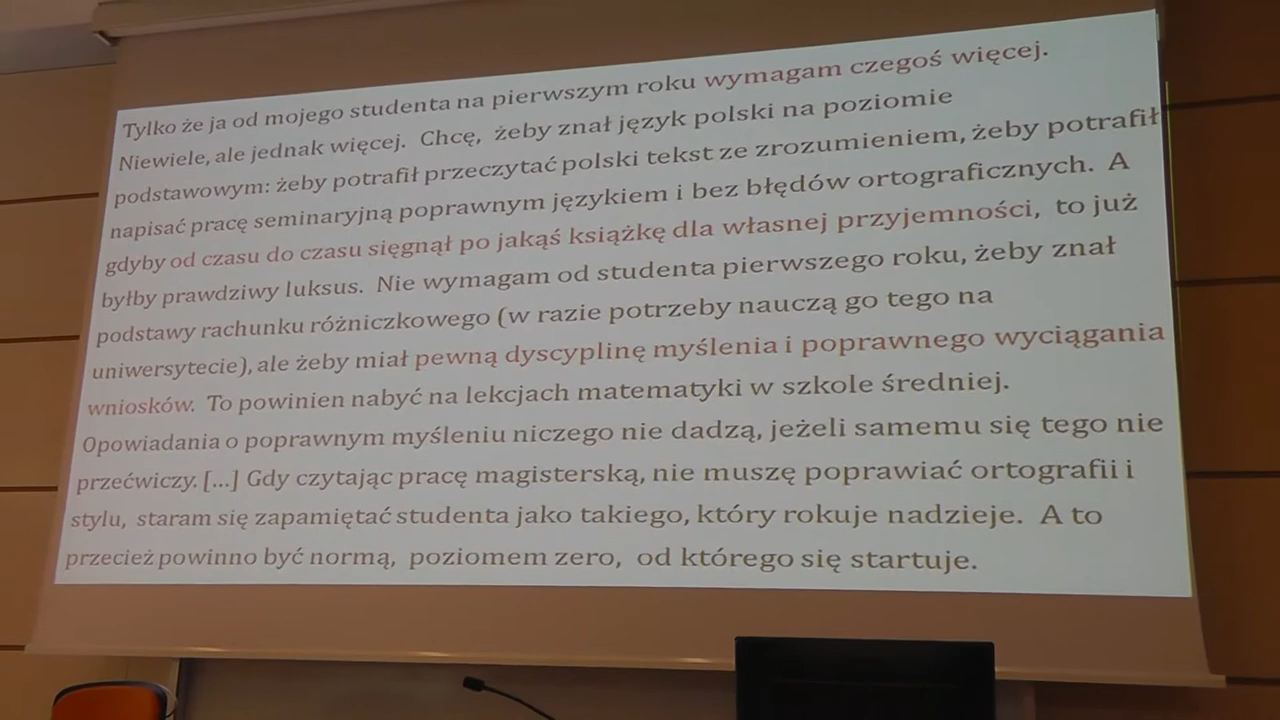 Tylko że ja od mojego studenta na pierwszym roku wymagam czegoś więcej.
Niewiele, ale jednak więcej. Chcę, żeby znał język polski na poziomie
podstawowym: żeby potrafił przeczytać polski tekst ze zrozumieniem, żeby potrafił
napisać pracę seminaryjną poprawnym językiem i bez błędów ortograficznych. A
gdyby od czasu do czasu sięgnął po jakąś książkę dla własnej przyjemności, to już
byłby prawdziwy luksus. Nie wymagam od studenta pierwszego roku, żeby znał
podstawy rachunku różniczkowego (w razie potrzeby nauczą go tego na
uniwersytecie), ale żeby miał pewną dyscyplinę myślenia i poprawnego wyciągania
wniosków. To powinien nabyć na lekcjach matematyki w szkole średniej.
Opowiadania o poprawnym myśleniu niczego nie dadzą, jeżeli samemu się tego nie
przećwiczy. [...] Gdy czytając pracę magisterską, nie muszę poprawiać ortografii i
stylu, staram się zapamiętać studenta jako takiego, który rokuje nadzieje. A to
przecież powinno być normą, poziomem zero, od którego się startuje.